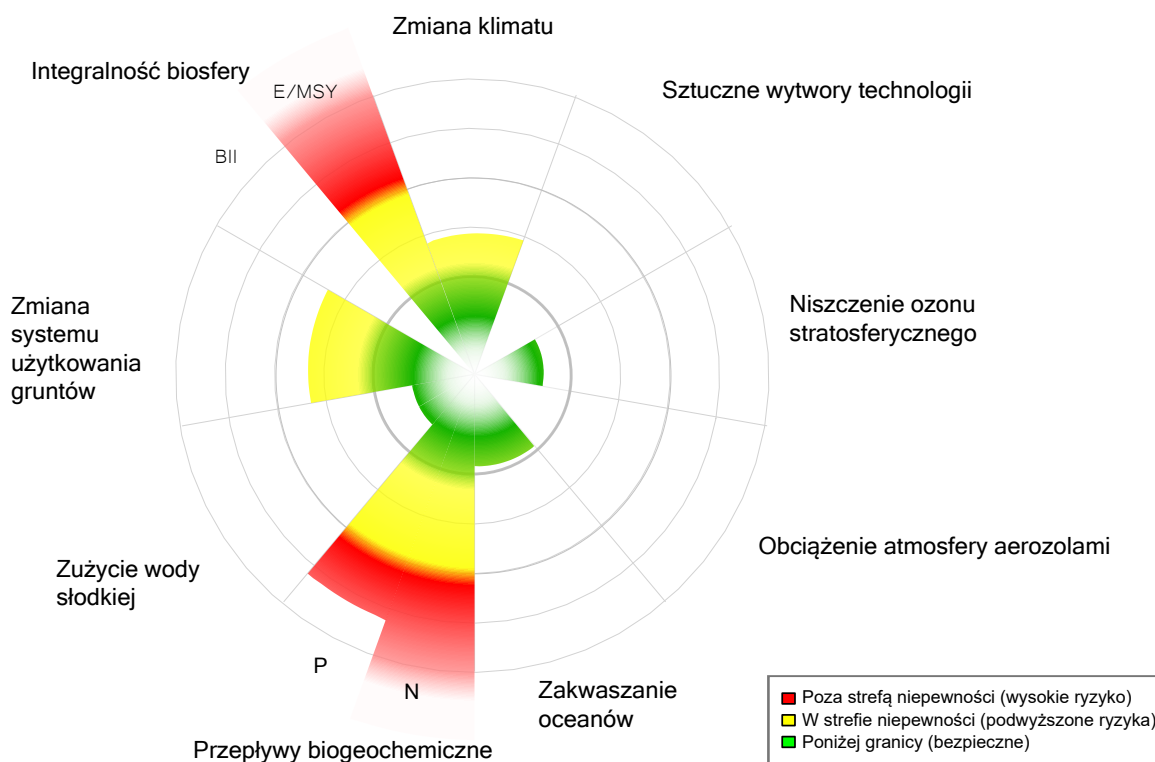 Zmiana klimatu
Integralność biosfery
E/MSY
Sztuczne wytwory technologii
BII
Zmiana
systemu
użytkowania
gruntów
Niszczenie ozonu
stratosferycznego
Obciążenie atmosfery aerozolami
Zużycie wody
słodkiej
P
N
Zakwaszanie
oceanów
Przepływy biogeochemiczne
Poza strefą niepewności (wysokie ryzyko)
W strefie niepewności (podwyższone ryzyka)
Poniżej granicy (bezpieczne)